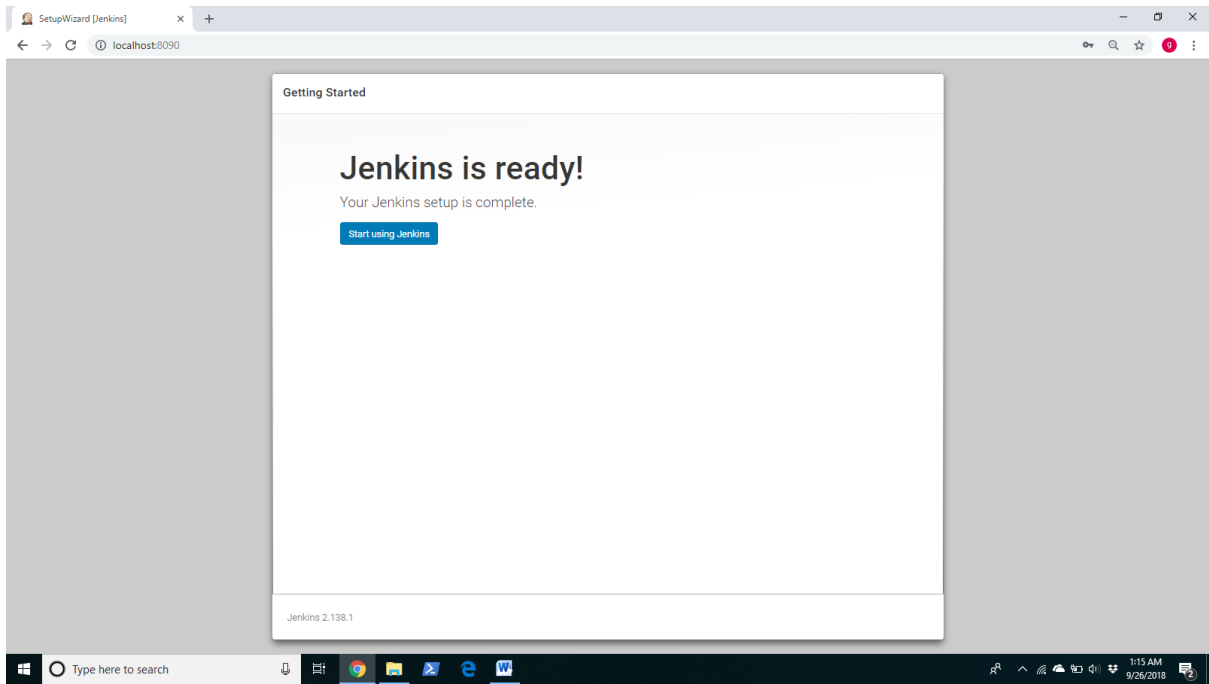 SetupWizard [Jenkins]
localhost:8090
g
Getting Started
Jenkins is ready!
Your Jenkins setup is complete.
Start using Jenkins
Jenkins 2.138.1
Type here to search
1:15 AM
9/26/2018
2